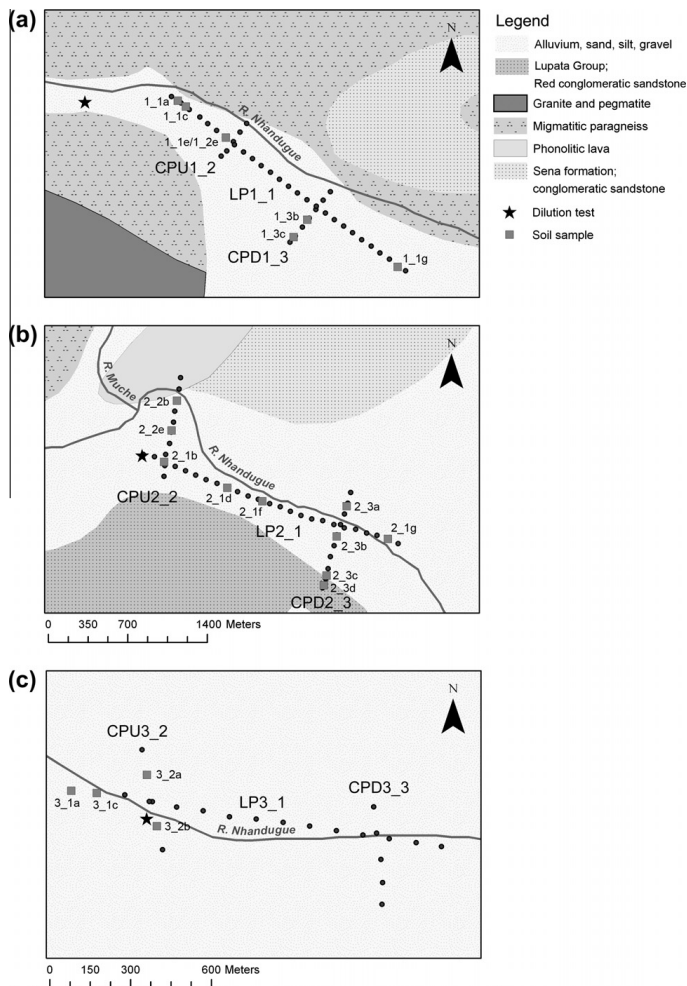 (a)
N
1_1a
1_1c
1_1e/1_2e
R. Nhandugue
CPU1_2
LP1_1
1_3b
1_3c
CPD1_3
1_1g
Legend
Alluvium, sand, silt, gravel
Lupata Group;
Red conglomeratic sandstone
Granite and pegmatite
Migmatitic paragneiss
Phonolitic lava
Sena formation;
conglomeratic sandstone
Dilution test
Soil sample
(b)
N
R. Muche
2_2b
2_2e
R. Nhandugue
2_1b
CPU2_2
2_1d
2_1f
LP2_1
2_3a
2_1g
2_3b
2_3c
2_3d
CPD2_3
0 350 700 1400 Meters
(c)
N
CPU3_2
3_2a
3_1a
3_1c
LP3_1
CPD3_3
3_2b
R. Nhandugue
0 150 300 600 Meters